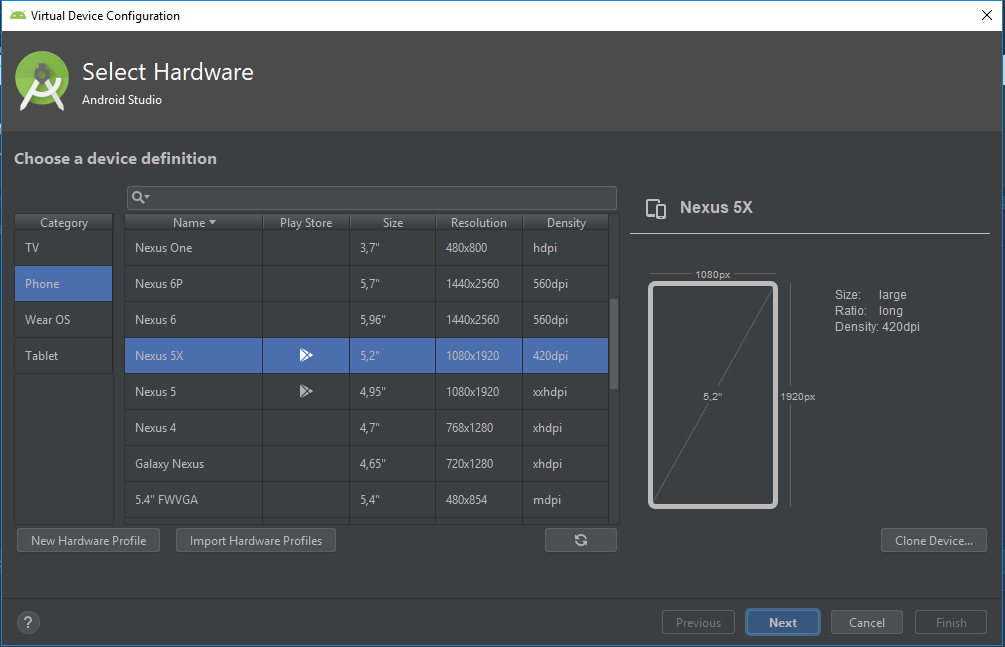 Virtual Device Configuration
Select Hardware
Android Studio
Choose a device definition
Category Name Play Store Size Resolution Density
TV
Phone
Wear OS
Tablet
Nexus One 3,7" 480x800 hdpi
Nexus 6P 5,7" 1440x2560 560dpi
Nexus 6 5,96" 1440x2560 560dpi
Nexus 5X 5,2" 1080x1920 420dpi
Nexus 5 4,95" 1080x1920 xxhdpi
Nexus 4 4,7" 768x1280 xhdpi
Galaxy Nexus 4,65" 720x1280 xhdpi
5.4" FWVGA 5,4" 480x854 mdpi
Nexus 5X
1080px
5,2"
1920px
Size: large
Ratio: long
Density: 420dpi
New Hardware Profile Import Hardware Profiles Clone Device...
? Previous Next Cancel Finish